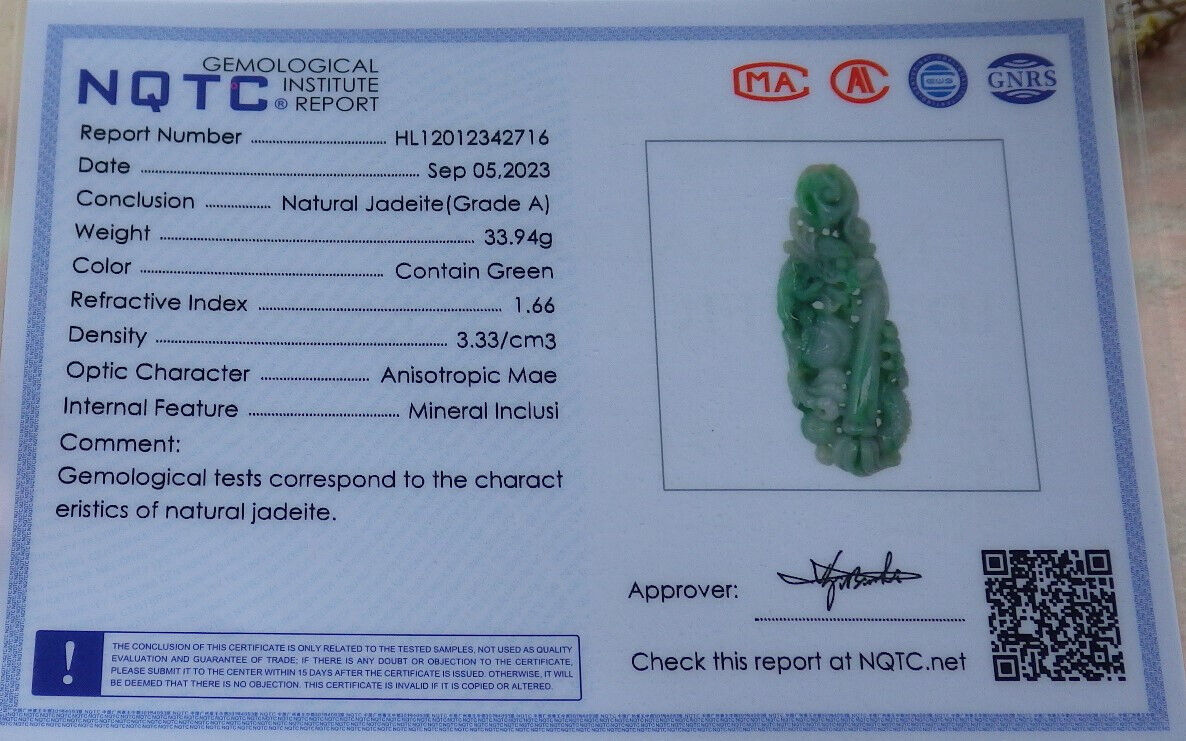 NQTC® GEMOLOGICAL
INSTITUTE
REPORT
MA
GNRS
Report Number ........ HL12012342716
Date ........ Sep 05,2023
Conclusion ........ Natural Jadeite(Grade A)
Weight ........ 33.94g
Color ........ Contain Green
Refractive Index ........ 1.66
Density ........ 3.33/cm3
Optic Character ........ Anisotropic Mae
Internal Feature ........ Mineral Inclusi
Comment:
Gemological tests correspond to the charact
eristics of natural jadeite.
Approver:
Check this report at NQTC.net
!
THE CONCLUSION OF THIS CERTIFICATE IS ONLY RELATED TO THE TESTED SAMPLES, NOT USED AS QUALITY
EVALUATION AND GUARANTEE OF TRADE; IF THERE IS ANY DOUBT OR OBJECTION TO THE CERTIFICATE,
PLEASE SUBMIT IT TO THE CENTER WITHIN 15 DAYS AFTER THE CERTIFICATE IS ISSUED. OTHERWISE, IT WILL
BE DEEMED THAT THERE IS NO OBJECTION. THIS CERTIFICATE IS INVALID IF IT IS COPIED OR ALTERED.